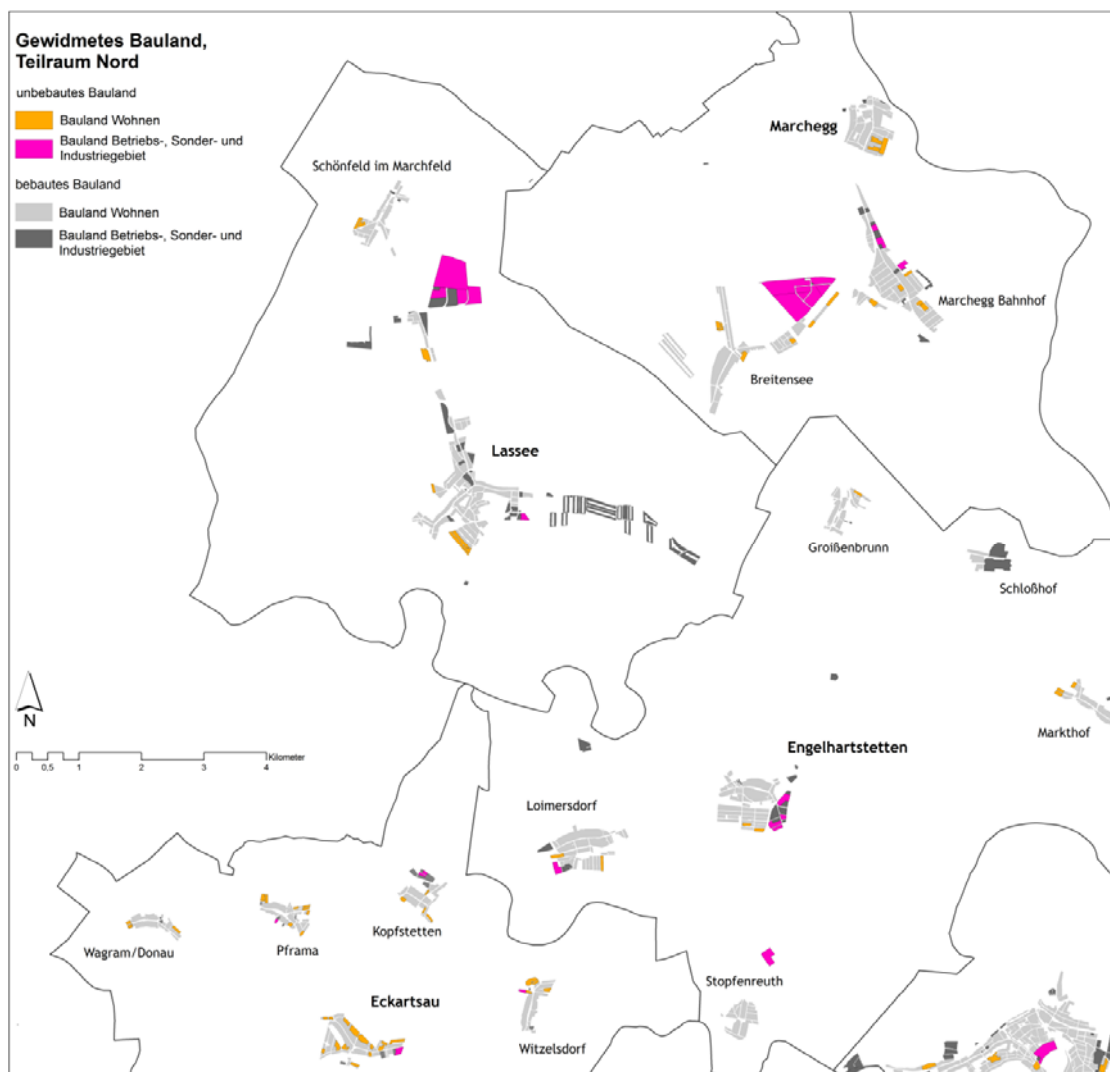 Gewidmetes Bauland,
Teilraum Nord
unbebautes Bauland
Bauland Wohnen
Bauland Betriebs-, Sonder- und
Industriegebiet
bebautes Bauland
Bauland Wohnen
Bauland Betriebs-, Sonder- und
Industriegebiet
Marchegg
Schönfeld im Marchfeld
Marchegg Bahnhof
Breitensee
Lassee
Groißenbrunn
Schloßhof
N
Markthof
Engelhartstetten
Kilometer
0 0,5 1 2 3 4
Loimersdorf
Kopfstetten
Wagram/Donau
Pframa
Stopfenreuth
Eckartsau
Witzelsdorf